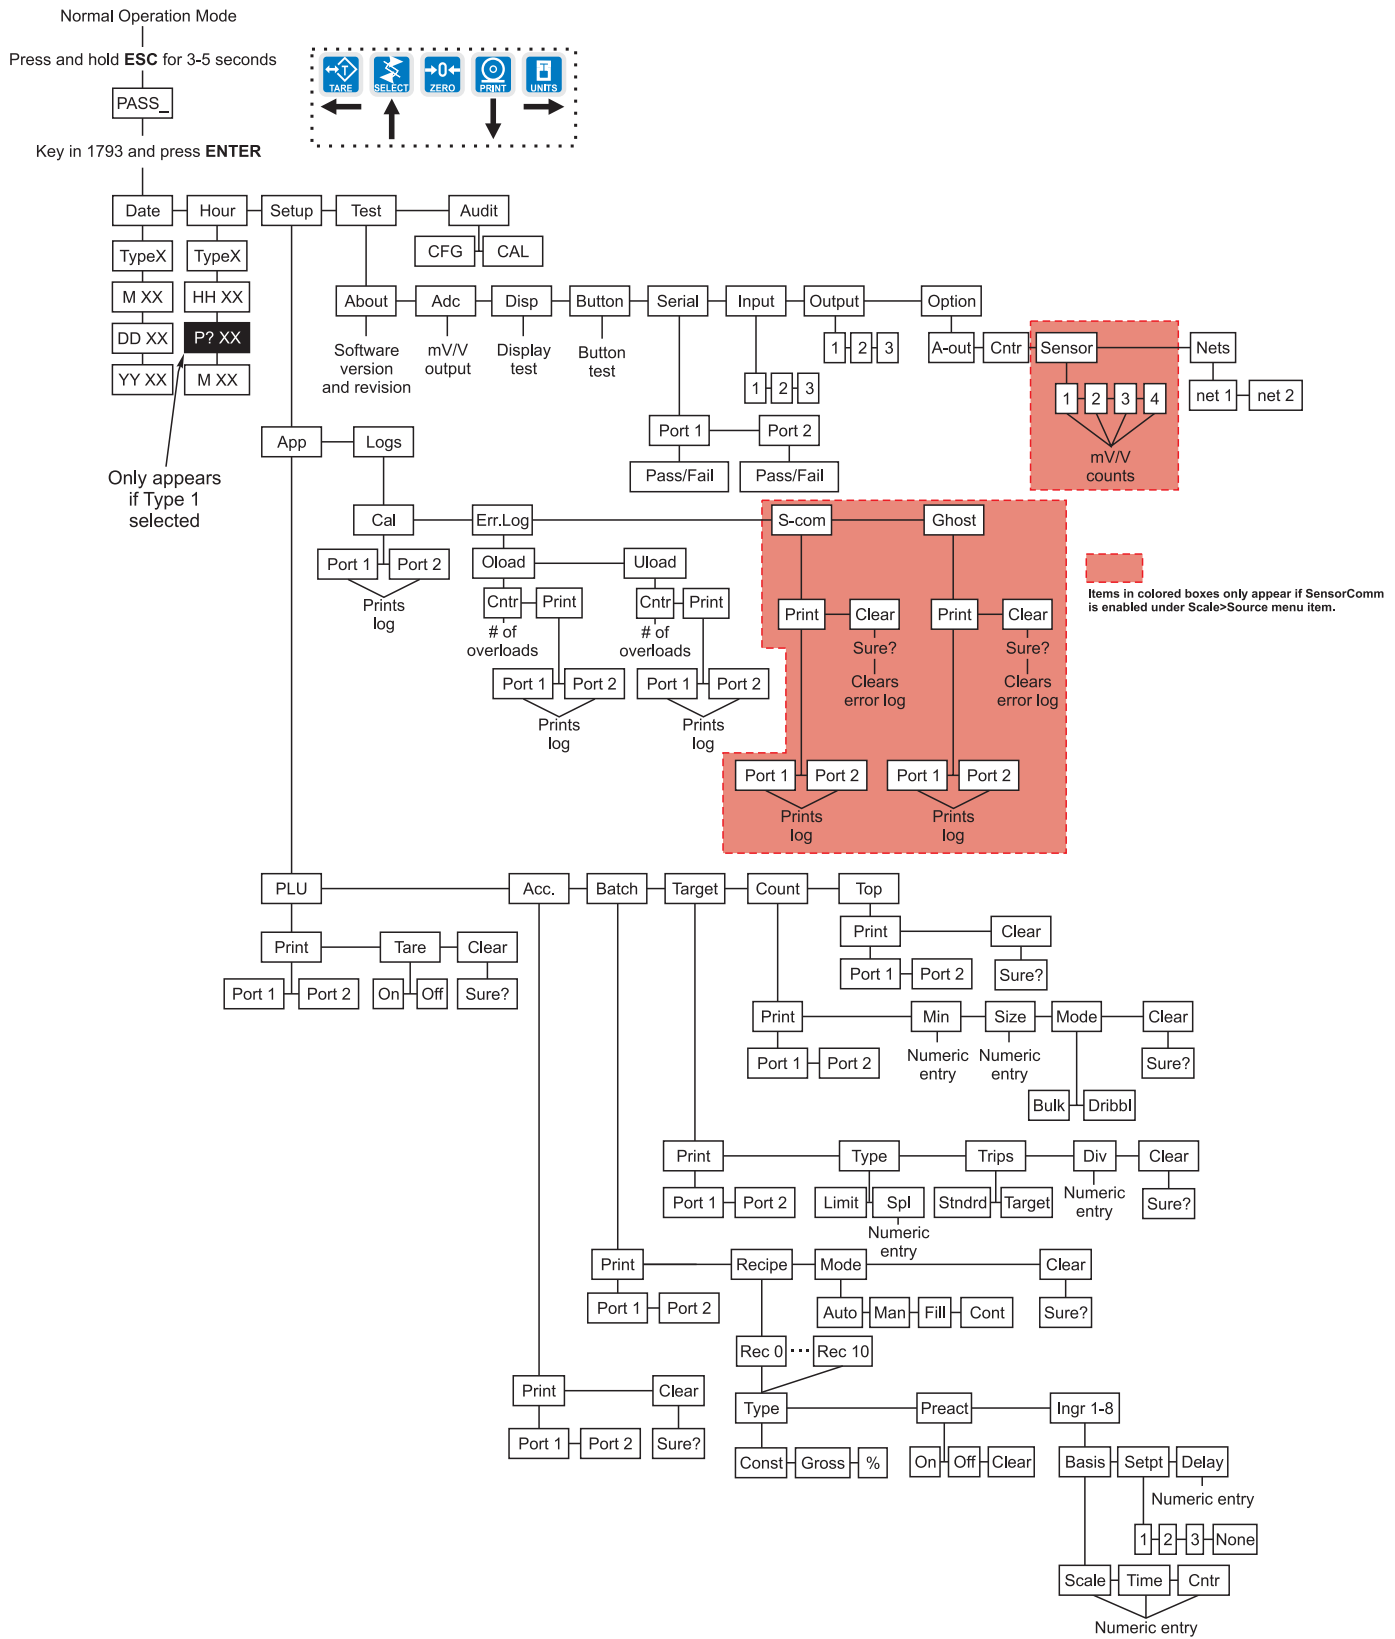 Normal Operation Mode
Press and hold ESC for 3-5 seconds
PASS_
Key in 1793 and press ENTER
TARE SELECT ZERO PRINT UNITS
Date Hour Setup Test Audit
TypeX TypeX CFG CAL
M XX HH XX About Adc Disp Button Serial Input Output Option
DD XX P? XX
YY XX M XX
Software
version
and revision
mV/V
output
Display
test
Button
test
1 2 3
1 2 3
A-out Cntr Sensor Nets
1 2 3 4
net 1 net 2
mV/V
counts
Port 1 Port 2
Pass/Fail Pass/Fail
App Logs
Only appears
if Type 1
selected
Cal Err.Log S-com Ghost
Port 1 Port 2
Prints
log
Oload Uload
Cntr Print Cntr Print
# of
overloads
# of
overloads
Port 1 Port 2 Port 1 Port 2
Prints
log
Prints
log
Print Clear Print Clear
Sure? Sure?
Clears
error log
Clears
error log
Port 1 Port 2 Port 1 Port 2
Prints
log
Prints
log
Items in colored boxes only appear if SensorComm
is enabled under Scale>Source menu item.
PLU Acc. Batch Target Count Top
Print Tare Clear
Port 1 Port 2 On Off Sure?
Print Clear
Port 1 Port 2 Sure?
Print Min Size Mode Clear
Port 1 Port 2
Numeric
entry
Numeric
entry
Sure?
Bulk Dribbl
Print Type Trips Div Clear
Port 1 Port 2 Limit Spl Stndrd Target
Numeric
entry
Sure?
Numeric
entry
Print Recipe Mode Clear
Port 1 Port 2 Auto Man Fill Cont Sure?
Rec 0 ···· Rec 10
Print Clear
Port 1 Port 2 Sure?
Type Preact Ingr 1-8
Const Gross % On Off Clear Basis Setpt Delay
Numeric entry
1 2 3 None
Scale Time Cntr
Numeric entry